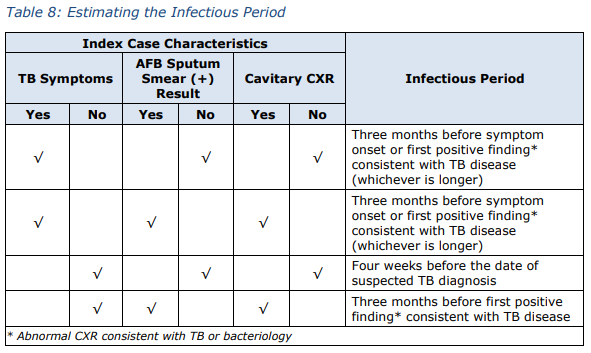 Table 8: Estimating the Infectious Period
Index Case Characteristics
Infectious Period
TB Symptoms
AFB Sputum
Smear (+)
Result
Cavitary CXR
Yes No Yes No Yes No
√ √ √
Three months before symptom
onset or first positive finding*
consistent with TB disease
(whichever is longer)
√ √ √
Three months before symptom
onset or first positive finding*
consistent with TB disease
(whichever is longer)
√ √ √
Four weeks before the date of
suspected TB diagnosis
√ √ √
Three months before first positive
finding* consistent with TB disease
* Abnormal CXR consistent with TB or bacteriology